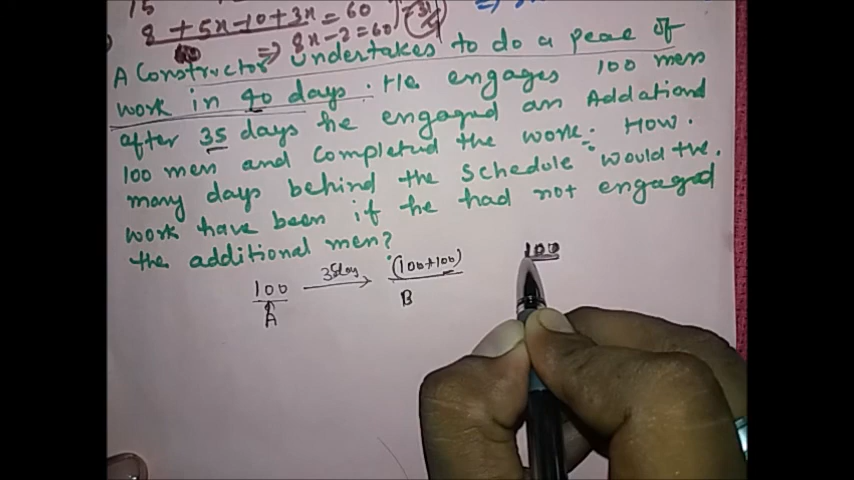 15
8 + 5x - 10 + 3x = 60
⇒ 8x - 2 = 60
A Constructor undertakes to do a peace of
work in 40 days. He engages 100 men
after 35 days he engaged an Addational
100 men and completed the work. How
many days behind the schedule would the
work have been if he had not engaged
the additional men?
100 35day (100+100) 100
A B